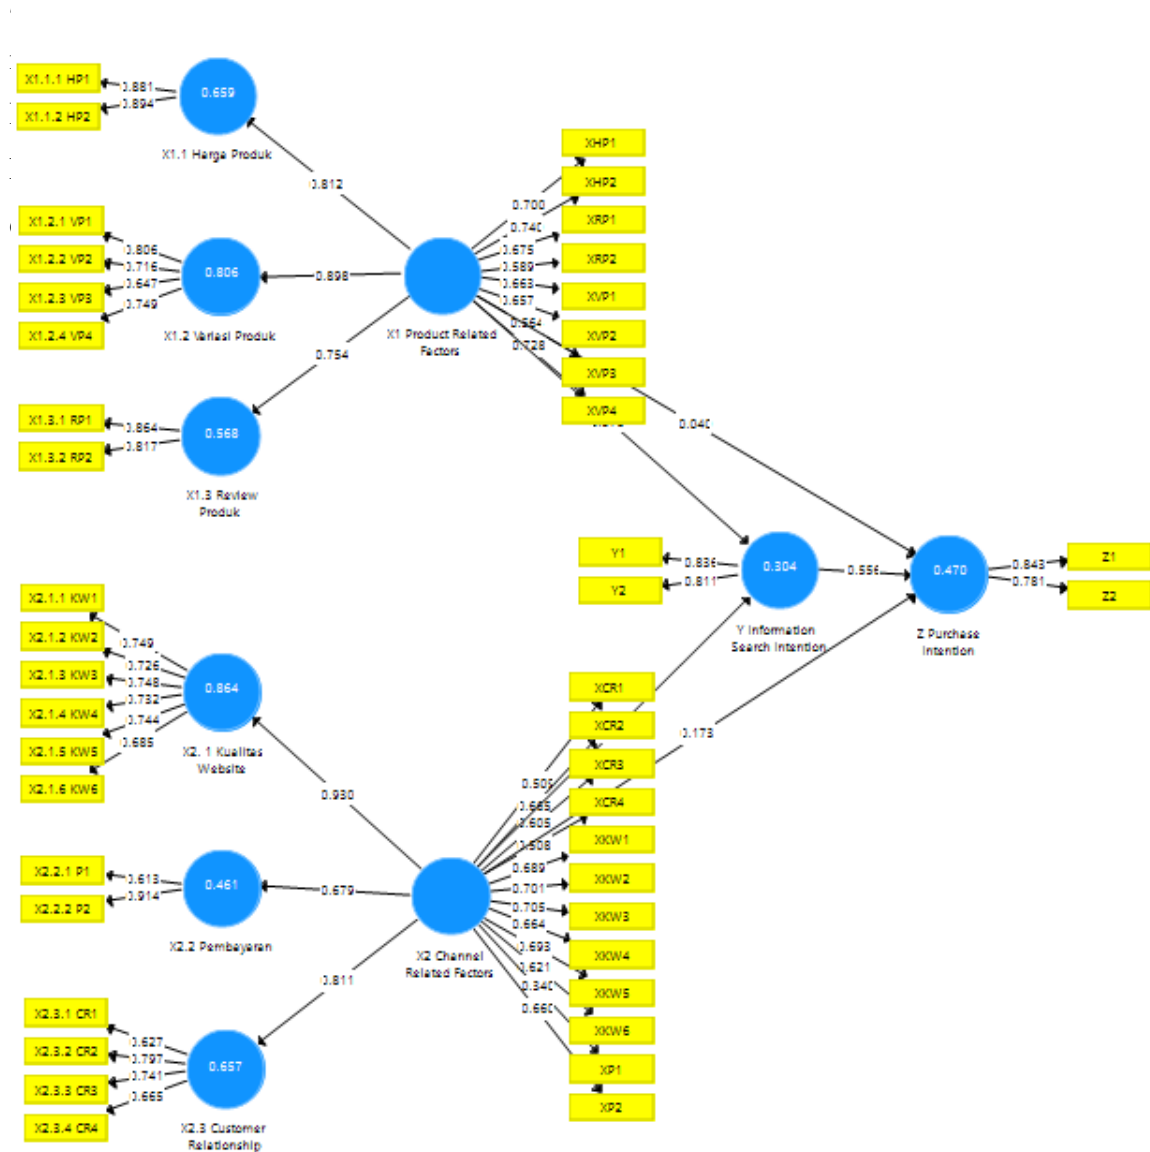 X1.1.1 HP1
X1.1.2 HP2
0.881
0.894
0.659
X1.1 Harga Produk
0.812
X1.2.1 VP1
X1.2.2 VP2
X1.2.3 VP3
X1.2.4 VP4
0.806
0.716
0.647
0.749
0.806
X1.2 Variasi Produk
0.898
X1.3.1 RP1
X1.3.2 RP2
0.864
0.817
0.568
X1.3 Review
Produk
0.754
X1 Product Related
Factors
0.700
0.740
0.675
0.589
0.663
0.657
0.564
0.728
XHP1
XHP2
XRP1
XRP2
XVP1
XVP2
XVP3
XVP4
0.040
Y1
Y2
0.836
0.811
0.304
Y Information
Search Intention
0.556
0.470
Z Purchase
Intention
0.843
0.781
Z1
Z2
X2.1.1 KW1
X2.1.2 KW2
X2.1.3 KW3
X2.1.4 KW4
X2.1.5 KW5
X2.1.6 KW6
0.749
0.726
0.748
0.732
0.744
0.685
0.864
X2. 1 Kualitas
Website
0.930
X2.2.1 P1
X2.2.2 P2
0.613
0.914
0.461
X2.2 Pembayaran
0.679
X2.3.1 CR1
X2.3.2 CR2
X2.3.3 CR3
X2.3.4 CR4
0.627
0.797
0.741
0.665
0.657
X2.3 Customer
Relationship
0.811
X2 Channel
Related Factors
0.509
0.605
0.508
0.689
0.701
0.705
0.664
0.693
0.621
0.340
0.660
XCR1
XCR2
XCR3
XCR4
XKW1
XKW2
XKW3
XKW4
XKW5
XKW6
XP1
XP2
0.173